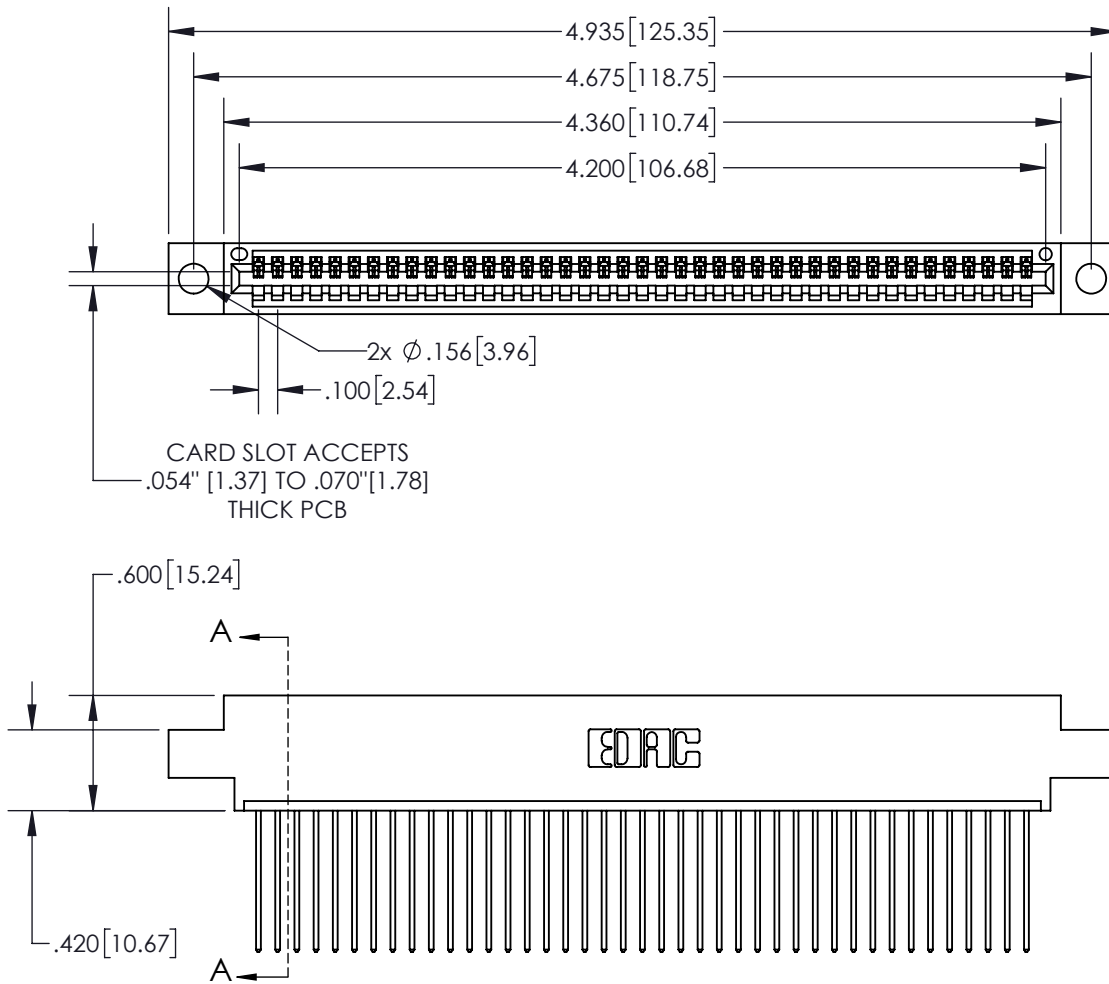 4.935[125.35]
4.675[118.75]
4.360[110.74]
4.200[106.68]
2x Ø .156[3.96]
.100[2.54]
CARD SLOT ACCEPTS
.054" [1.37] TO .070"[1.78]
THICK PCB
.600[15.24]
A
EDAC
.420[10.67]
A